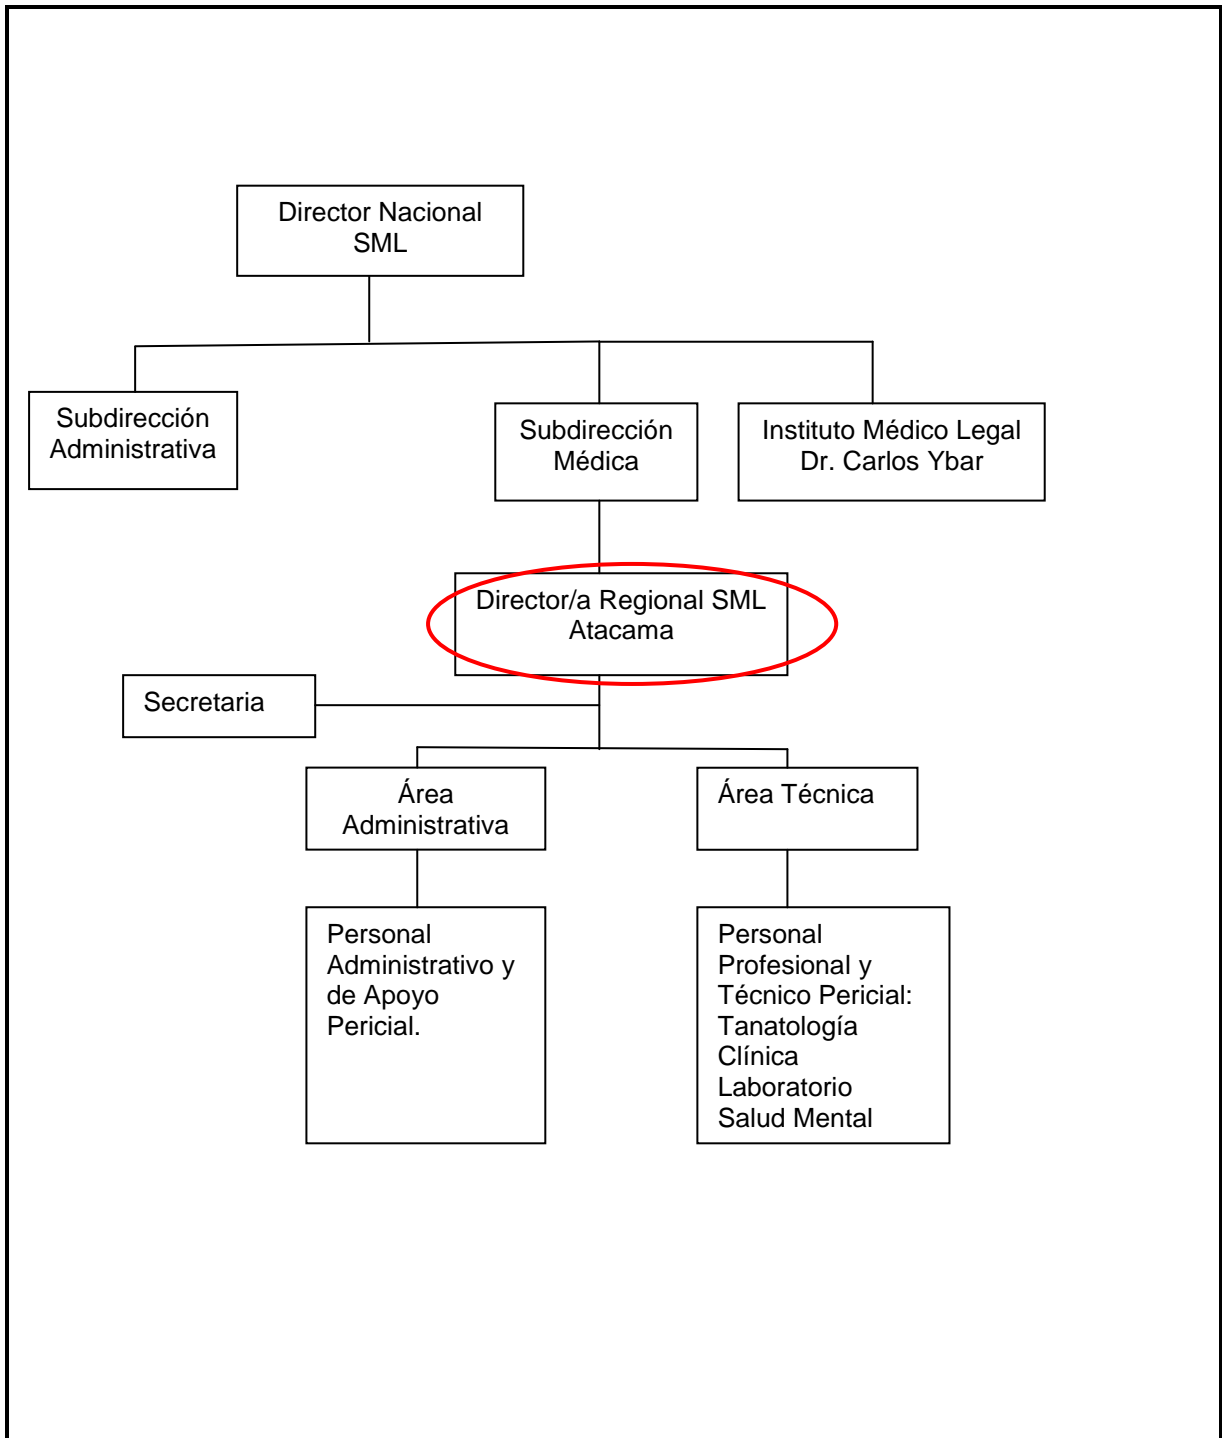 Director Nacional
SML
Subdirección
Administrativa
Subdirección
Médica
Instituto Médico Legal
Dr. Carlos Ybar
Director/a Regional SML
Atacama
Secretaria
Área
Administrativa
Área Técnica
Personal
Administrativo y
de Apoyo
Pericial.
Personal
Profesional y
Técnico Pericial:
Tanatología
Clínica
Laboratorio
Salud Mental